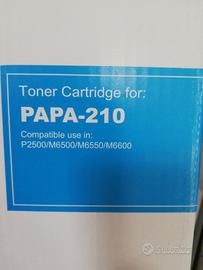 Toner Cartridge for:
PAPA-210
Compatible use in:
P2500/M6500/M6550/M6600